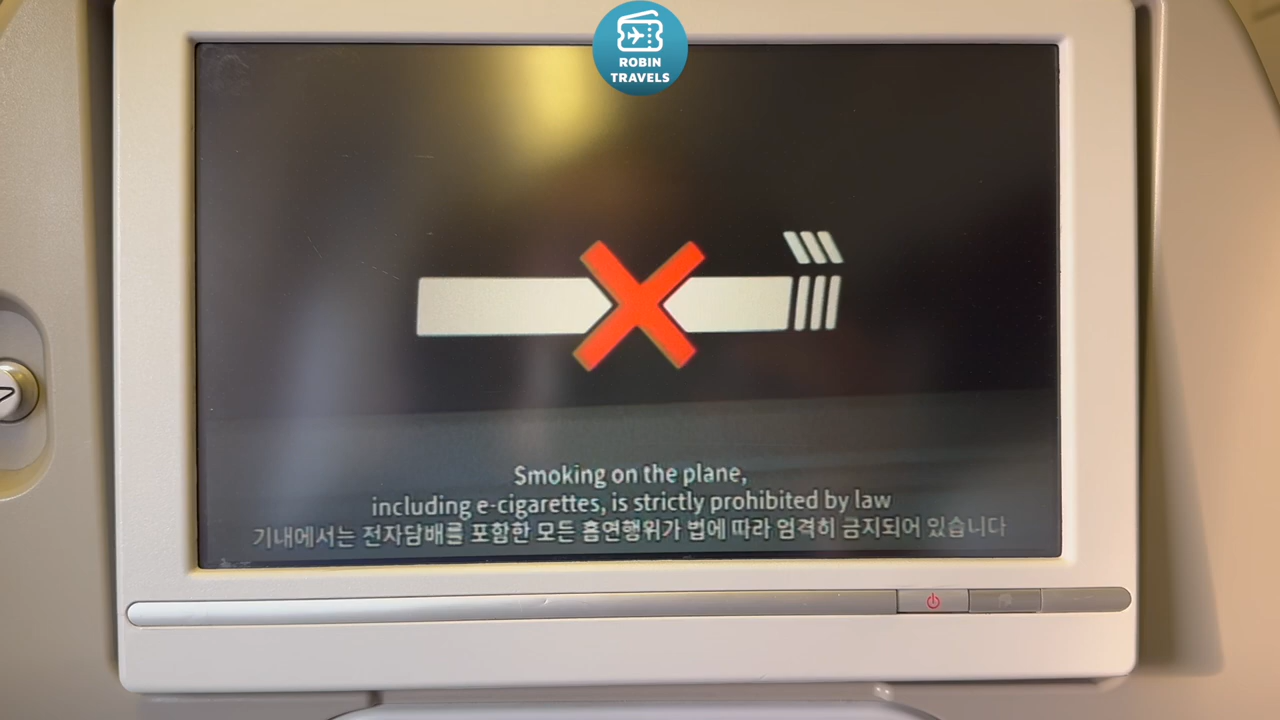 ROBIN
TRAVELS
Smoking on the plane,
including e-cigarettes, is strictly prohibited by law
기내에서는 전자담배를 포함한 모든 흡연행위가 법에 따라 엄격히 금지되어 있습니다